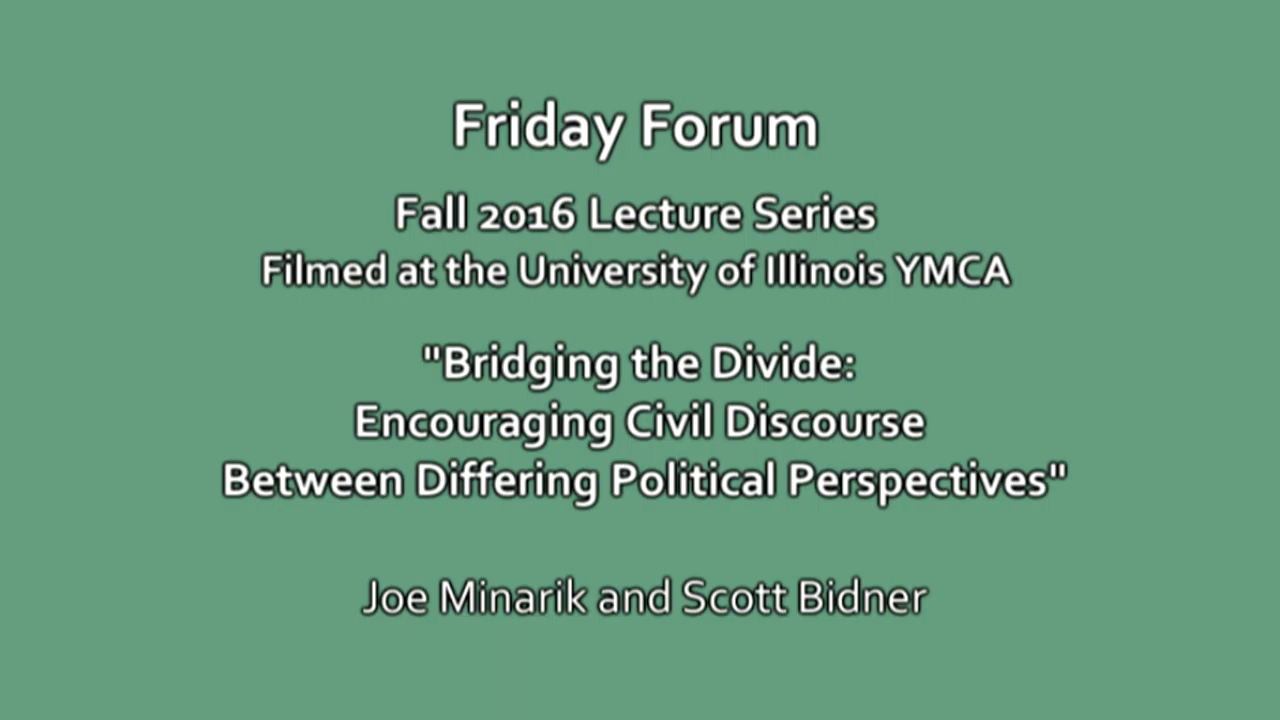 Friday Forum
Fall 2016 Lecture Series
Filmed at the University of Illinois YMCA
"Bridging the Divide:
Encouraging Civil Discourse
Between Differing Political Perspectives"
Joe Minarik and Scott Bidner